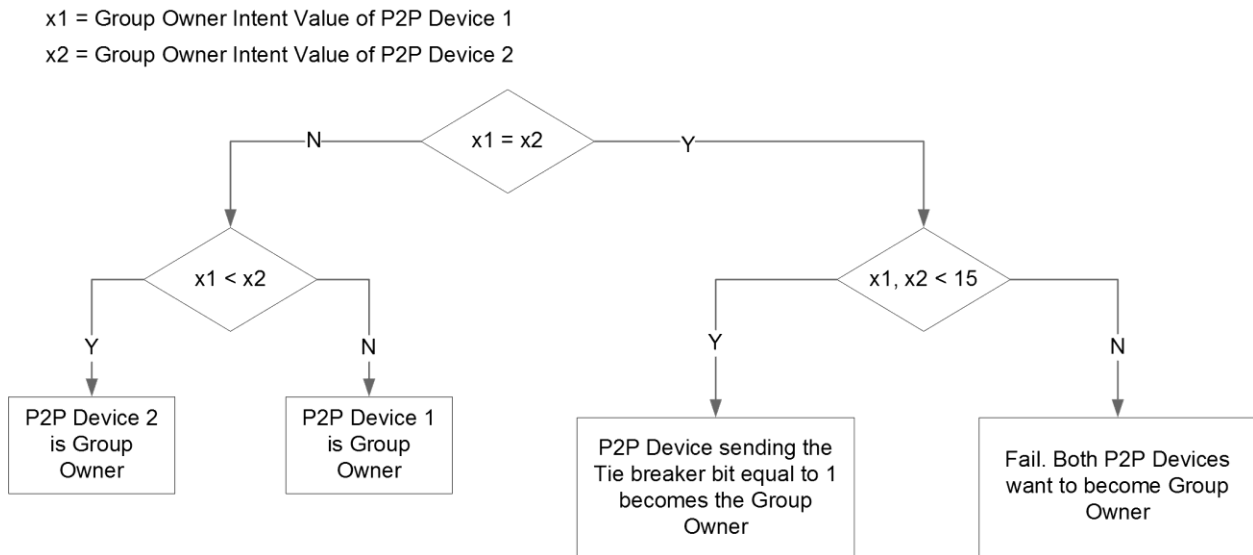 x1 = Group Owner Intent Value of P2P Device 1
x2 = Group Owner Intent Value of P2P Device 2
x1 = x2
N
Y
x1 < x2
x1, x2 < 15
Y
N
Y
N
P2P Device 2
is Group
Owner
P2P Device 1
is Group
Owner
P2P Device sending the
Tie breaker bit equal to 1
becomes the Group
Owner
Fail. Both P2P Devices
want to become Group
Owner